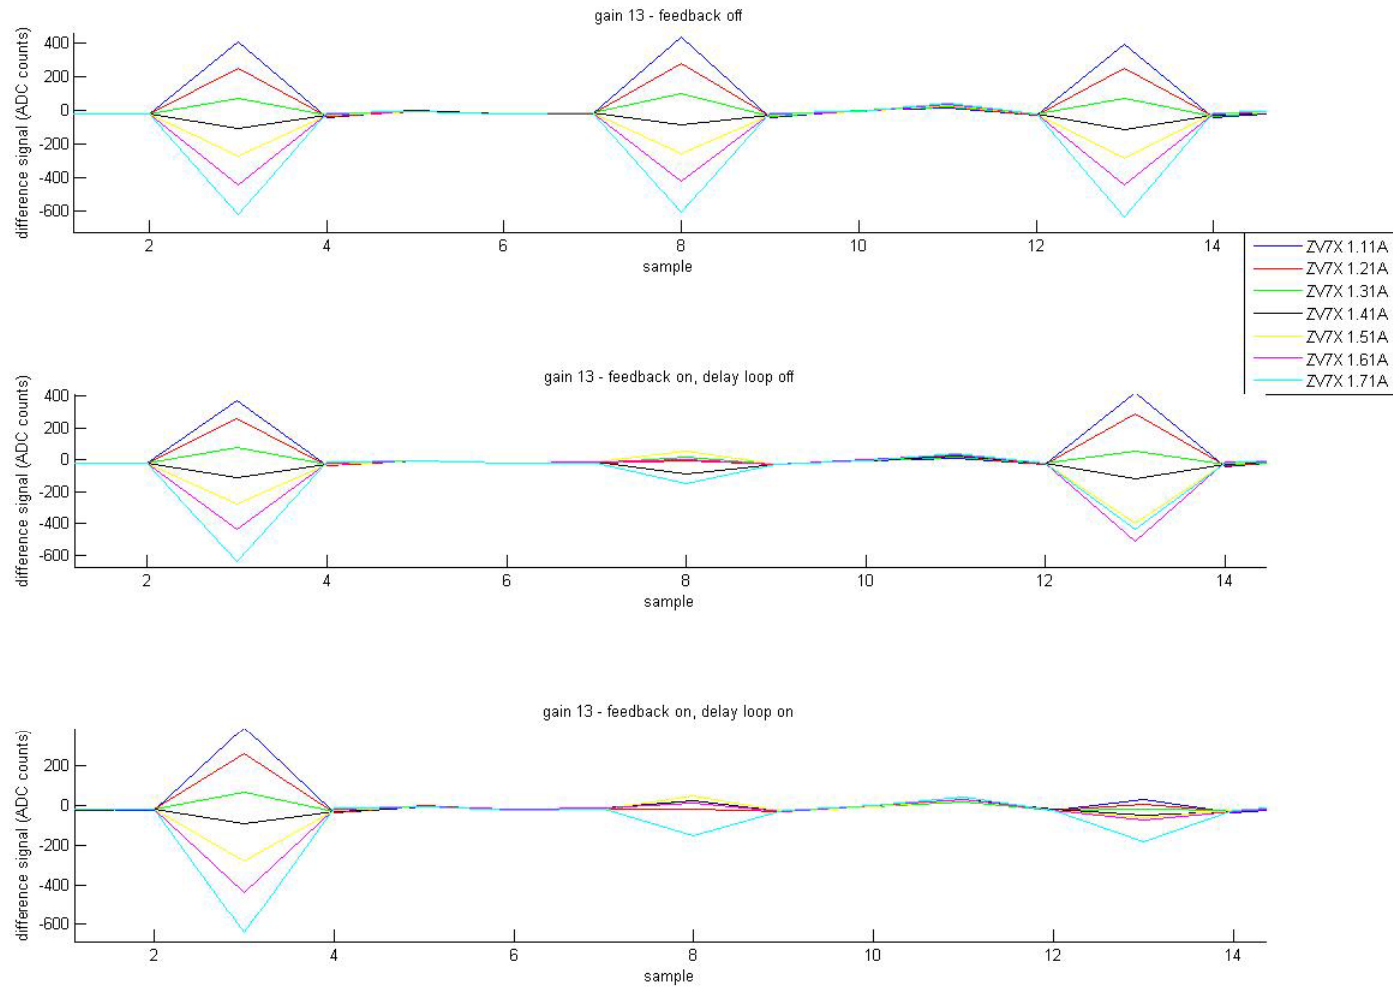 gain 13 - feedback off
difference signal (ADC counts)
400
200
0
-200
-400
-600
2 4 6 8 10 12 14
sample
ZV7X 1.11A
ZV7X 1.21A
ZV7X 1.31A
ZV7X 1.41A
ZV7X 1.51A
ZV7X 1.61A
ZV7X 1.71A
gain 13 - feedback on, delay loop off
difference signal (ADC counts)
400
200
0
-200
-400
-600
2 4 6 8 10 12 14
sample
gain 13 - feedback on, delay loop on
difference signal (ADC counts)
200
0
-200
-400
-600
2 4 6 8 10 12 14
sample